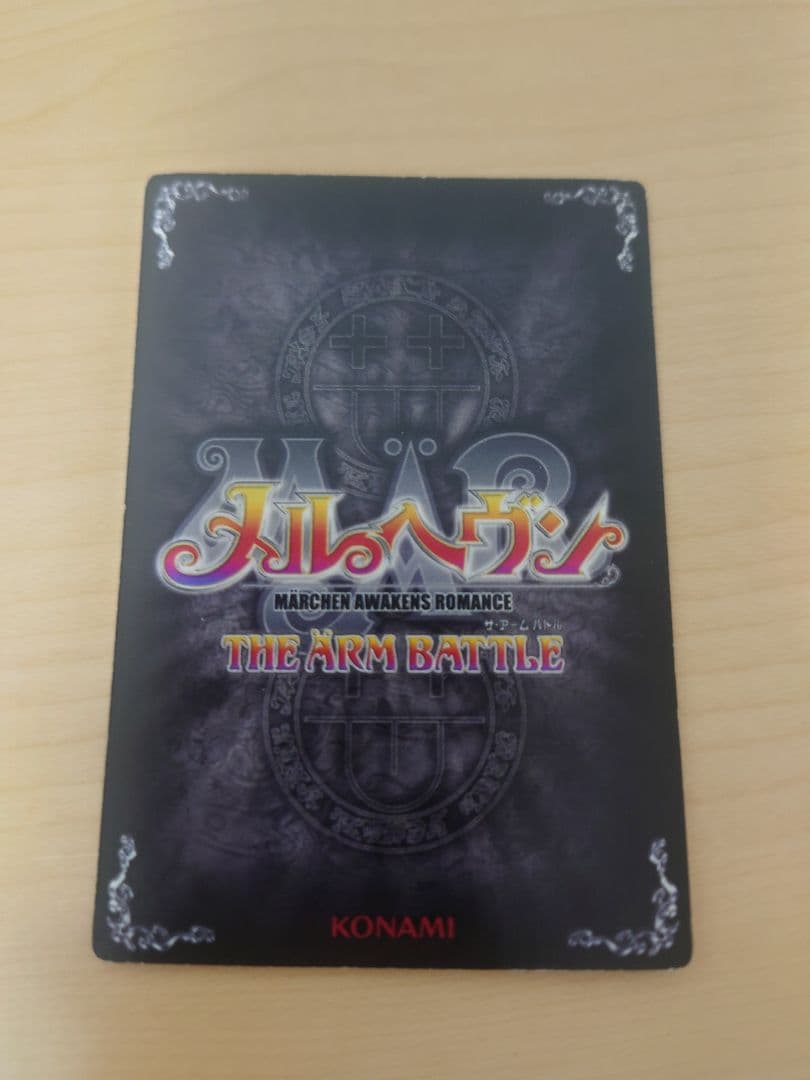 MÄR
メルヘヴン
MÄRCHEN AWAKENS ROMANCE
ザ・アームバトル
THE ÄRM BATTLE
KONAMI